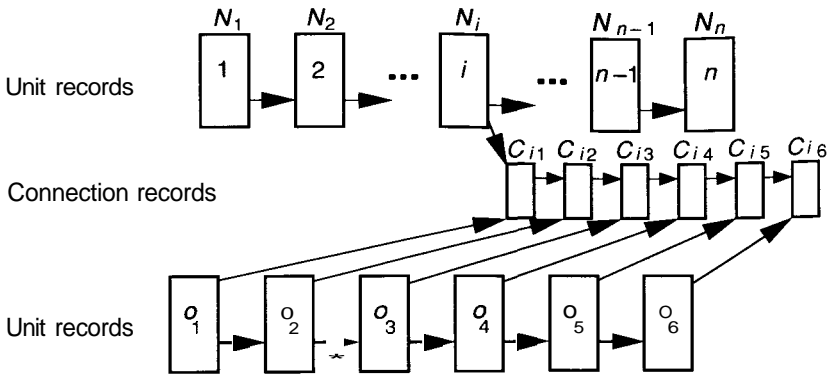 N1 N2 Ni Nn−1 Nn
Unit records 1 2 ... i ... n−1 n
Ci1 Ci2 Ci3 Ci4 Ci5 Ci6
Connection records
Unit records o1 o2 o3 o4 o5 o6